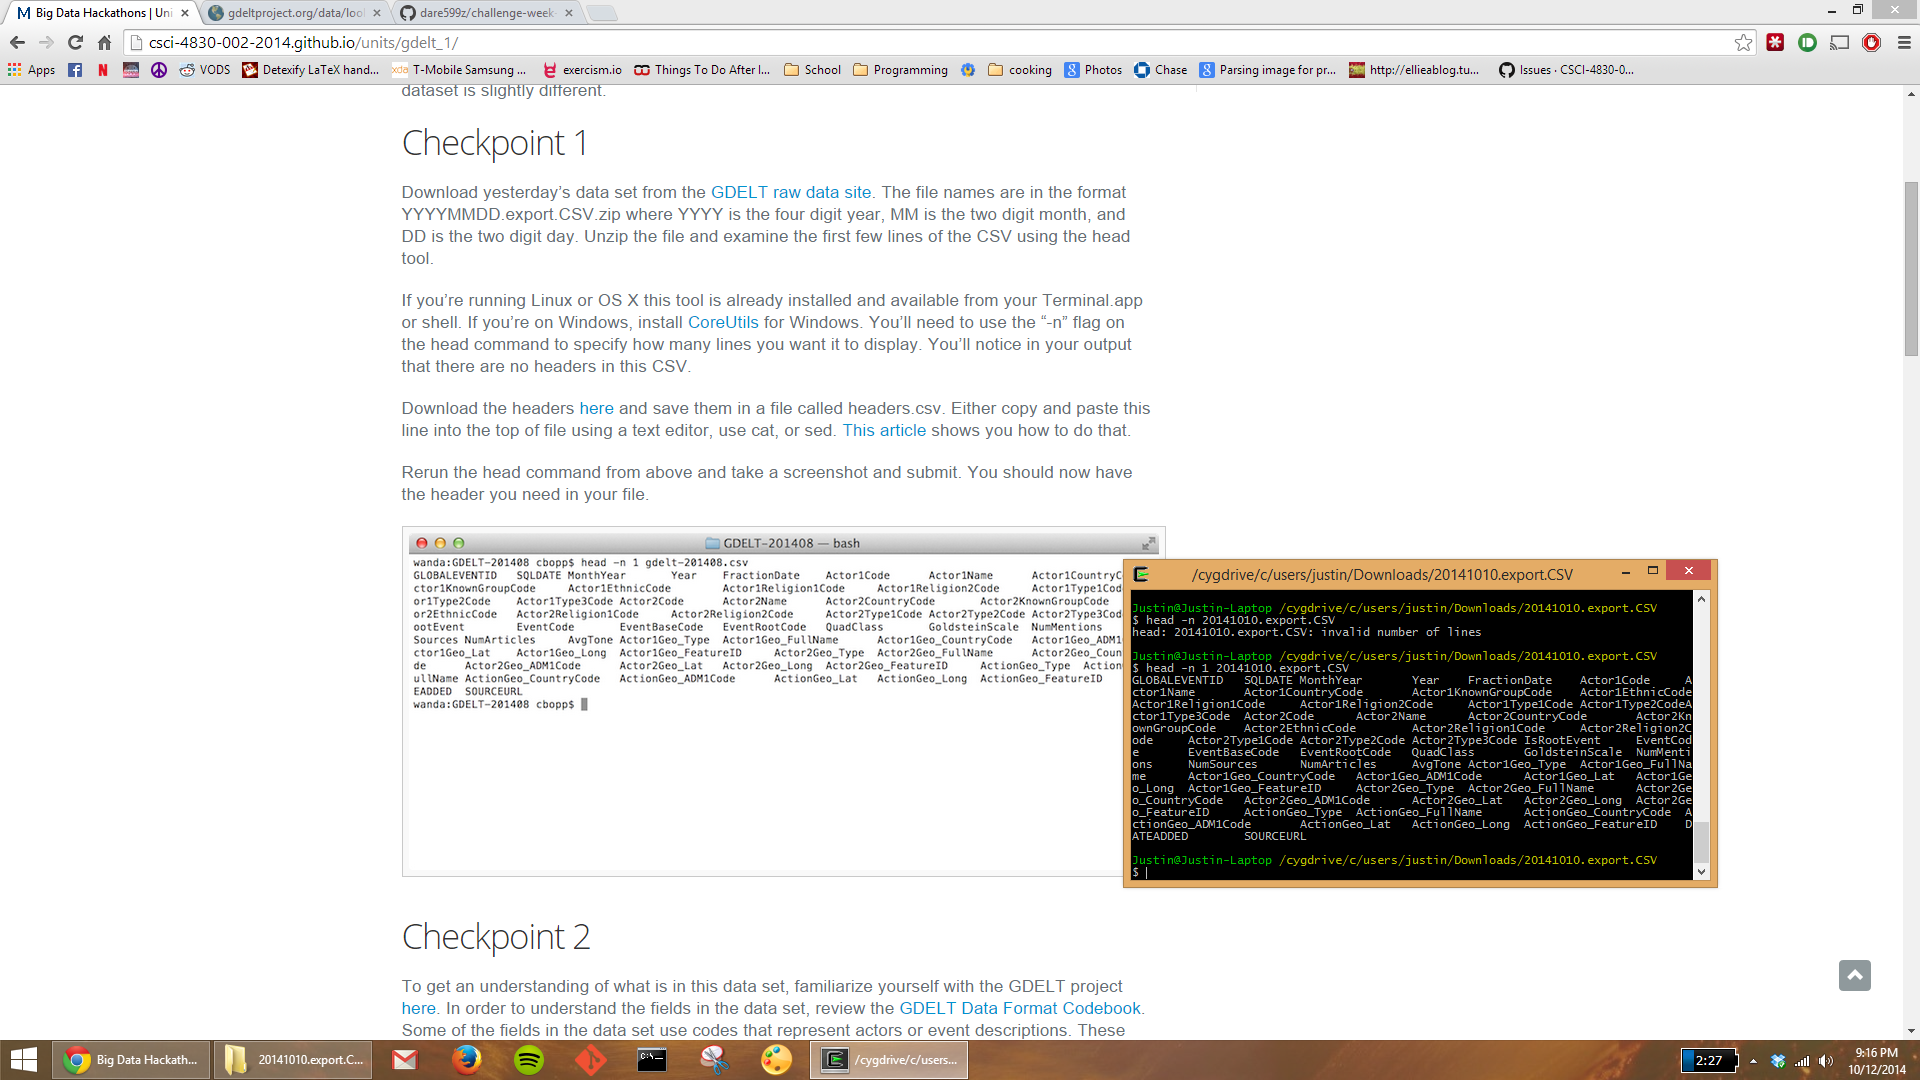 Big Data Hackathons | Uni
gdeltproject.org/data/loo
dare599z/challenge-week
csci-4830-002-2014.github.io/units/gdelt_1/
Apps
VODS
Detexify LaTeX hand...
T-Mobile Samsung ...
exercism.io
Things To Do After I...
School
Programming
cooking
Photos
Chase
Parsing image for pr...
http://ellieablog.tu...
Issues · CSCI-4830-0...
dataset is slightly different.
Checkpoint 1
Download yesterday’s data set from the GDELT raw data site. The file names are in the format
YYYYMMDD.export.CSV.zip where YYYY is the four digit year, MM is the two digit month, and
DD is the two digit day. Unzip the file and examine the first few lines of the CSV using the head
tool.
If you’re running Linux or OS X this tool is already installed and available from your Terminal.app
or shell. If you’re on Windows, install CoreUtils for Windows. You’ll need to use the “-n” flag on
the head command to specify how many lines you want it to display. You’ll notice in your output
that there are no headers in this CSV.
Download the headers here and save them in a file called headers.csv. Either copy and paste this
line into the top of file using a text editor, use cat, or sed. This article shows you how to do that.
Rerun the head command from above and take a screenshot and submit. You should now have
the header you need in your file.
GDELT-201408 — bash
wanda:GDELT-201408 cbopp$ head -n 1 gdelt-201408.csv
GLOBALEVENTID SQLDATE MonthYear Year FractionDate Actor1Code Actor1Name Actor1CountryC
ctor1KnownGroupCode Actor1EthnicCode Actor1Religion1Code Actor1Religion2Code Actor1Type1Code
or1Type2Code Actor1Type3Code Actor2Code Actor2Name Actor2CountryCode Actor2KnownGroupCode
or2EthnicCode Actor2Religion1Code Actor2Religion2Code Actor2Type1Code Actor2Type2Code Actor2Type3Code
rootEvent EventCode EventBaseCode EventRootCode QuadClass GoldsteinScale NumMentions
Sources NumArticles AvgTone Actor1Geo_Type Actor1Geo_FullName Actor1Geo_CountryCode Actor1Geo_ADM1
ctor1Geo_Lat Actor1Geo_Long Actor1Geo_FeatureID Actor2Geo_Type Actor2Geo_FullName Actor2Geo_Coun
de Actor2Geo_ADM1Code Actor2Geo_Lat Actor2Geo_Long Actor2Geo_FeatureID ActionGeo_Type Action
ullName ActionGeo_CountryCode ActionGeo_ADM1Code ActionGeo_Lat ActionGeo_Long ActionGeo_FeatureID
EADDED SOURCEURL
wanda:GDELT-201408 cbopp$
/cygdrive/c/users/justin/Downloads/20141010.export.CSV
Justin@Justin-Laptop /cygdrive/c/users/justin/Downloads/20141010.export.CSV
$ head -n 20141010.export.CSV
head: 20141010.export.CSV: invalid number of lines
Justin@Justin-Laptop /cygdrive/c/users/justin/Downloads/20141010.export.CSV
$ head -n 1 20141010.export.CSV
GLOBALEVENTID SQLDATE MonthYear Year FractionDate Actor1Code A
ctor1Name Actor1CountryCode Actor1KnownGroupCode Actor1EthnicCode
Actor1Religion1Code Actor1Religion2Code Actor1Type1Code Actor1Type2CodeA
ctor1Type3Code Actor2Code Actor2Name Actor2CountryCode Actor2Kn
ownGroupCode Actor2EthnicCode Actor2Religion1Code Actor2Religion2C
ode Actor2Type1Code Actor2Type2Code Actor2Type3Code IsRootEvent EventCod
e EventBaseCode EventRootCode QuadClass GoldsteinScale NumMenti
ons NumSources NumArticles AvgTone Actor1Geo_Type Actor1Geo_FullNa
me Actor1Geo_CountryCode Actor1Geo_ADM1Code Actor1Geo_Lat Actor1Ge
o_Long Actor1Geo_FeatureID Actor2Geo_Type Actor2Geo_FullName Actor2Ge
o_CountryCode Actor2Geo_ADM1Code Actor2Geo_Lat Actor2Geo_Long Actor2Ge
o_FeatureID ActionGeo_Type ActionGeo_FullName ActionGeo_CountryCode A
ctionGeo_ADM1Code ActionGeo_Lat ActionGeo_Long ActionGeo_FeatureID D
ATEADDED SOURCEURL
Justin@Justin-Laptop /cygdrive/c/users/justin/Downloads/20141010.export.CSV
$
Checkpoint 2
To get an understanding of what is in this data set, familiarize yourself with the GDELT project
here. In order to understand the fields in the data set, review the GDELT Data Format Codebook.
Some of the fields in the data set use codes that represent actors or event descriptions. These
Big Data Hackath...
20141010.export.C...
/cygdrive/c/users...
2:27
9:16 PM
10/12/2014